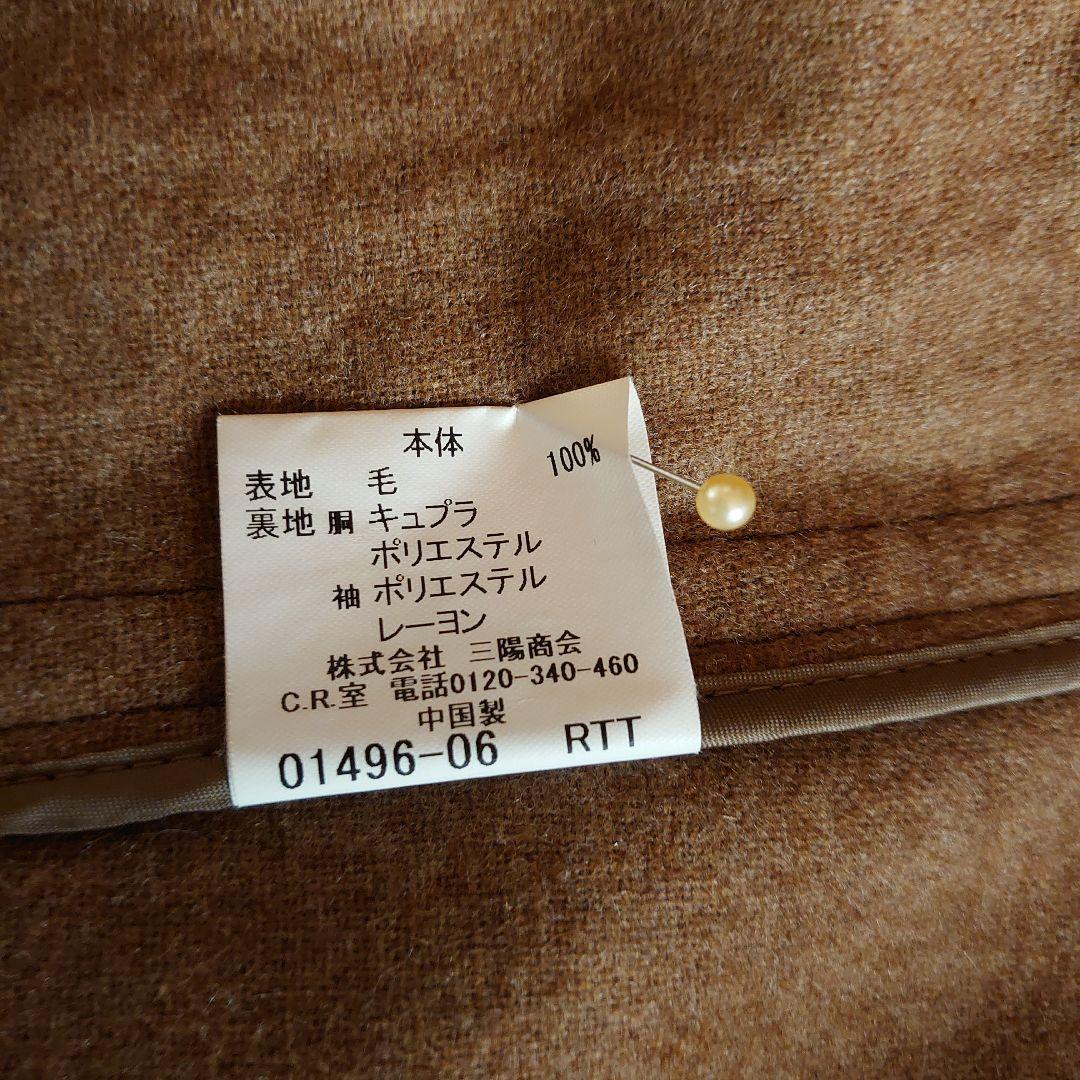 本体
表地 毛 100%
裏地 胴 キュプラ
ポリエステル
袖 ポリエステル
レーヨン
株式会社 三陽商会
C.R.室 電話0120-340-460
中国製
01496-06 RTT